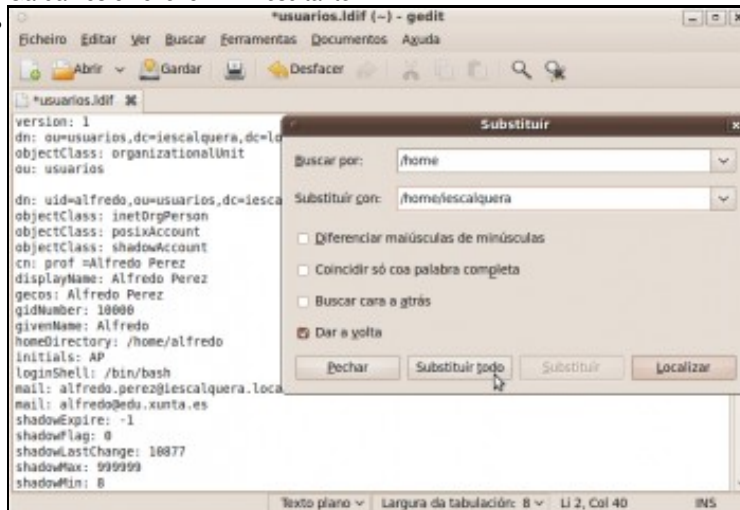 *usuarios.ldif (~) - gedit
Ficheiro Editar Ver Buscar Ferramentas Documentos Axuda
Abrir Gardar Desfacer
*usuarios.ldif
version: 1
dn: ou=usuarios,dc=iescalquera,dc=lo
objectClass: organizationalUnit
ou: usuarios
dn: uid=alfredo,ou=usuarios,dc=iesca
objectClass: inetOrgPerson
objectClass: posixAccount
objectClass: shadowAccount
cn: prof =Alfredo Perez
displayName: Alfredo Perez
gecos: Alfredo Perez
gidNumber: 10000
givenName: Alfredo
homeDirectory: /home/alfredo
initials: AP
loginShell: /bin/bash
mail: alfredo.perez@iescalquera.loca
mail: alfredo@edu.xunta.es
shadowExpire: -1
shadowFlag: 0
shadowLastChange: 10877
shadowMax: 999999
shadowMin: 8
Substituír
Buscar por: /home
Substituír con: /home/iescalquera
Diferenciar maiúsculas de minúsculas
Coincidir só coa palabra completa
Buscar cara a atrás
Dar a volta
Pechar Substituír todo Substituír Localizar
Texto plano Largura da tabulación: 8 Li 2, Col 40 INS